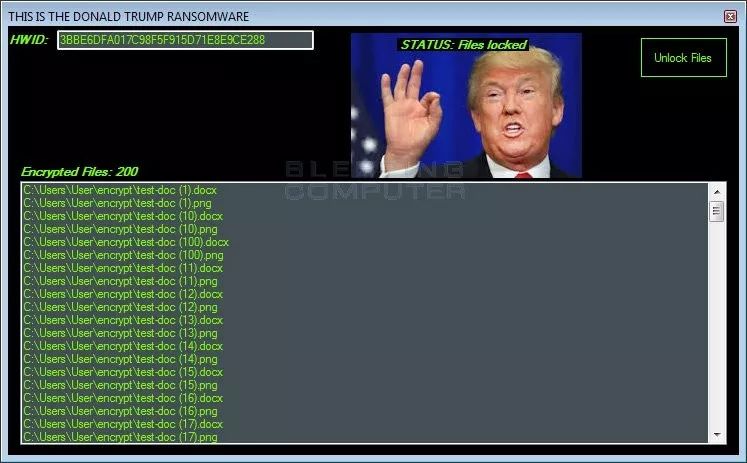 THIS IS THE DONALD TRUMP RANSOMWARE
HWID: 3BBE6DFA017C98F5F915D71E8E9CE288
STATUS: Files locked
Unlock Files
Encrypted Files: 200
BLEEPING
COMPUTER
C:\Users\User\encrypt\test-doc (1).docx
C:\Users\User\encrypt\test-doc (1).png
C:\Users\User\encrypt\test-doc (10).docx
C:\Users\User\encrypt\test-doc (10).png
C:\Users\User\encrypt\test-doc (100).docx
C:\Users\User\encrypt\test-doc (100).png
C:\Users\User\encrypt\test-doc (11).docx
C:\Users\User\encrypt\test-doc (11).png
C:\Users\User\encrypt\test-doc (12).docx
C:\Users\User\encrypt\test-doc (12).png
C:\Users\User\encrypt\test-doc (13).docx
C:\Users\User\encrypt\test-doc (13).png
C:\Users\User\encrypt\test-doc (14).docx
C:\Users\User\encrypt\test-doc (14).png
C:\Users\User\encrypt\test-doc (15).docx
C:\Users\User\encrypt\test-doc (15).png
C:\Users\User\encrypt\test-doc (16).docx
C:\Users\User\encrypt\test-doc (16).png
C:\Users\User\encrypt\test-doc (17).docx
C:\Users\User\encrypt\test-doc (17).png